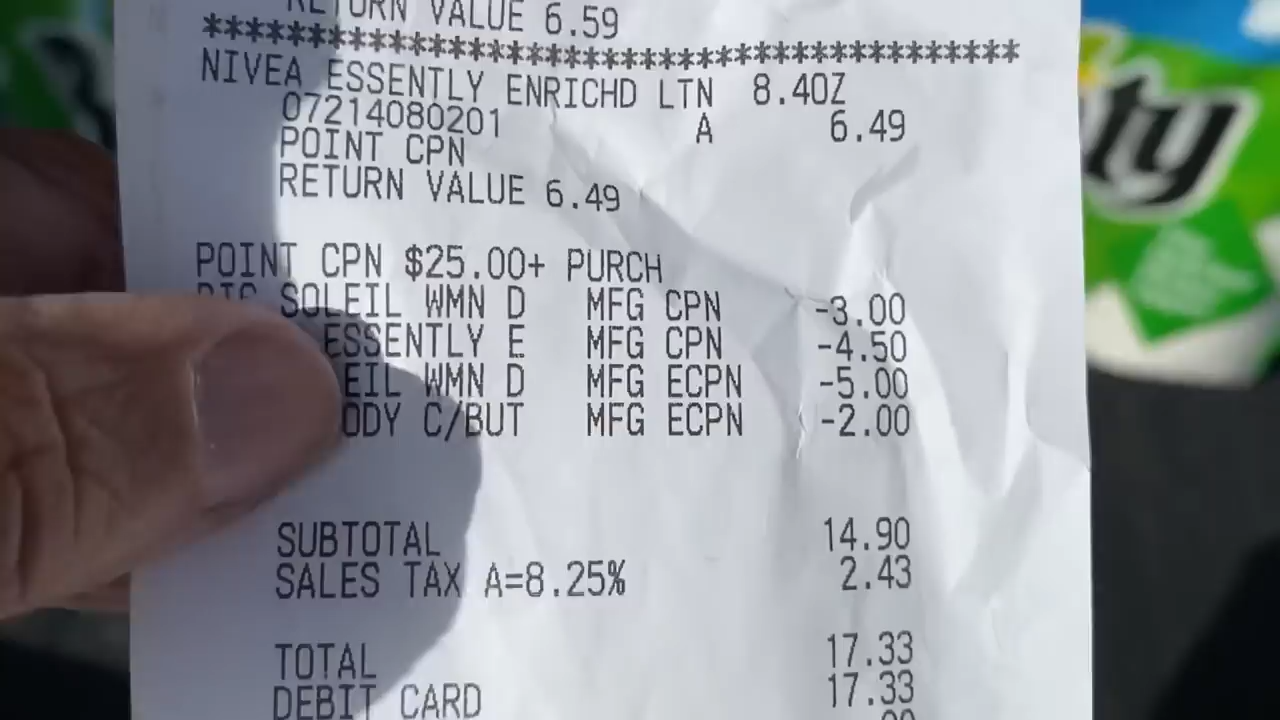 RETURN VALUE 6.59
****************************************
NIVEA ESSENTLY ENRICHD LTN 8.4OZ
07214080201 A 6.49
POINT CPN
RETURN VALUE 6.49
POINT CPN $25.00+ PURCH
BIC SOLEIL WMN D MFG CPN -3.00
ESSENTLY E MFG CPN -4.50
EIL WMN D MFG ECPN -5.00
ODY C/BUT MFG ECPN -2.00
SUBTOTAL 14.90
SALES TAX A=8.25% 2.43
TOTAL 17.33
DEBIT CARD 17.33
ty